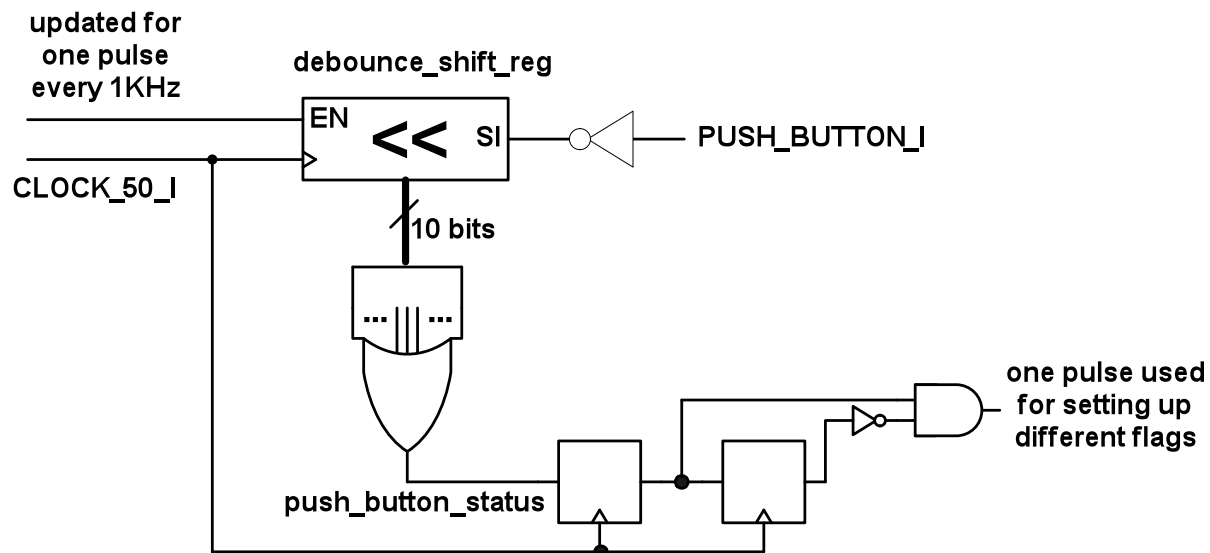 updated for
one pulse
every 1KHz
debounce_shift_reg
EN
<<
SI
PUSH_BUTTON_I
CLOCK_50_I
10 bits
... ...
one pulse used
for setting up
different flags
push_button_status